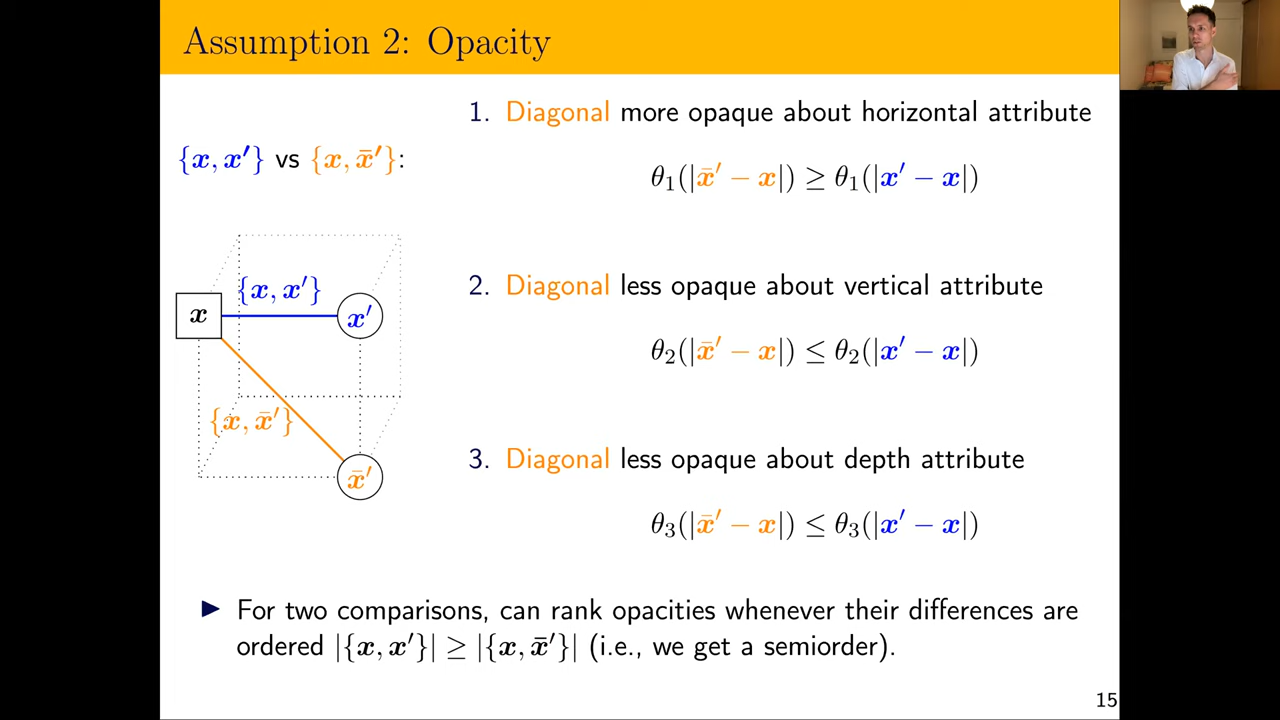 Assumption 2: Opacity
{x, x′} vs {x, x̄′}:
{x, x′}
x
x′
{x, x̄′}
x̄′
1. Diagonal more opaque about horizontal attribute
θ₁(|x̄′ − x|) ≥ θ₁(|x′ − x|)
2. Diagonal less opaque about vertical attribute
θ₂(|x̄′ − x|) ≤ θ₂(|x′ − x|)
3. Diagonal less opaque about depth attribute
θ₃(|x̄′ − x|) ≤ θ₃(|x′ − x|)
▶ For two comparisons, can rank opacities whenever their differences are
ordered |{x, x′}| ≥ |{x, x̄′}| (i.e., we get a semiorder).
15